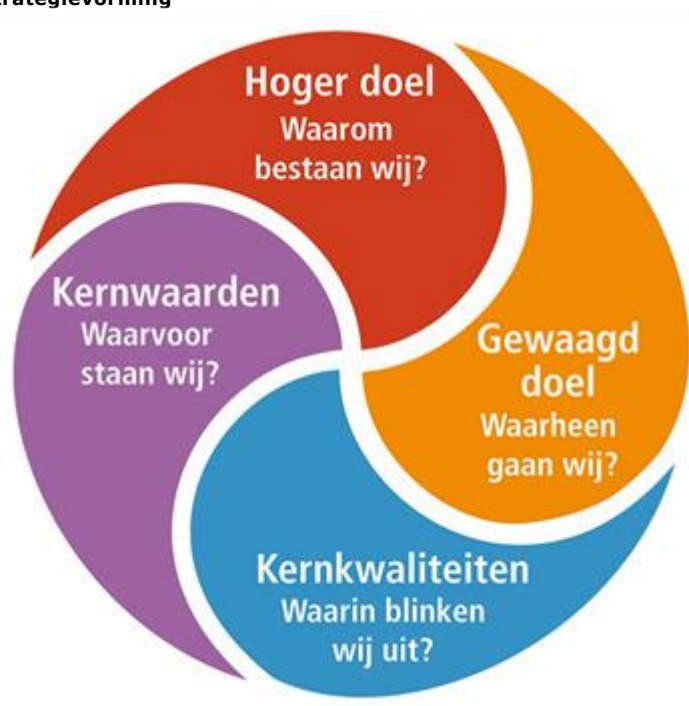 Hoger doel
Waarom
bestaan wij?
Kernwaarden
Waarvoor
staan wij?
Gewaagd
doel
Waarheen
gaan wij?
Kernkwaliteiten
Waarin blinken
wij uit?